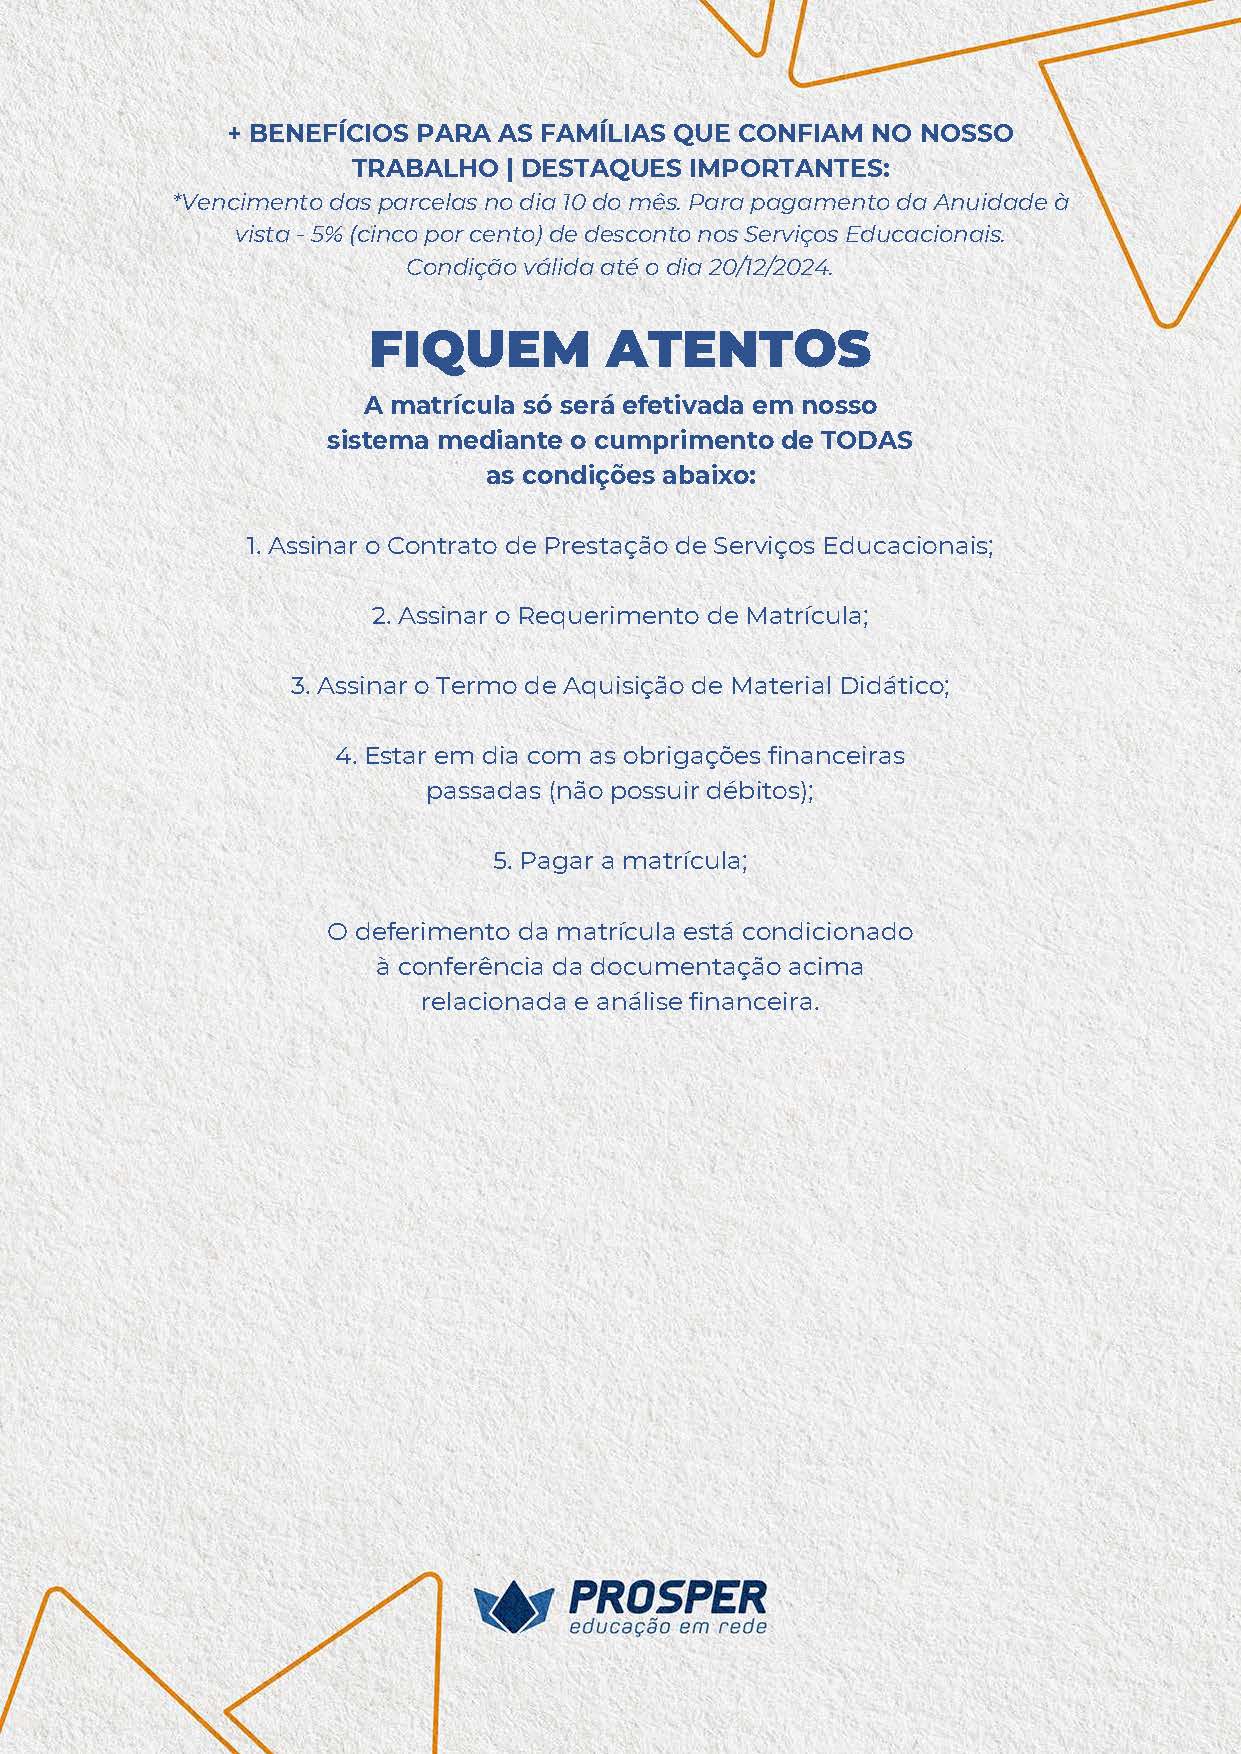 + BENEFÍCIOS PARA AS FAMÍLIAS QUE CONFIAM NO NOSSO
TRABALHO | DESTAQUES IMPORTANTES:
*Vencimento das parcelas no dia 10 do mês. Para pagamento da Anuidade à
vista - 5% (cinco por cento) de desconto nos Serviços Educacionais.
Condição válida até o dia 20/12/2024.
FIQUEM ATENTOS
A matrícula só será efetivada em nosso
sistema mediante o cumprimento de TODAS
as condições abaixo:
1. Assinar o Contrato de Prestação de Serviços Educacionais;
2. Assinar o Requerimento de Matrícula;
3. Assinar o Termo de Aquisição de Material Didático;
4. Estar em dia com as obrigações financeiras
passadas (não possuir débitos);
5. Pagar a matrícula;
O deferimento da matrícula está condicionado
à conferência da documentação acima
relacionada e análise financeira.
PROSPER
educação em rede